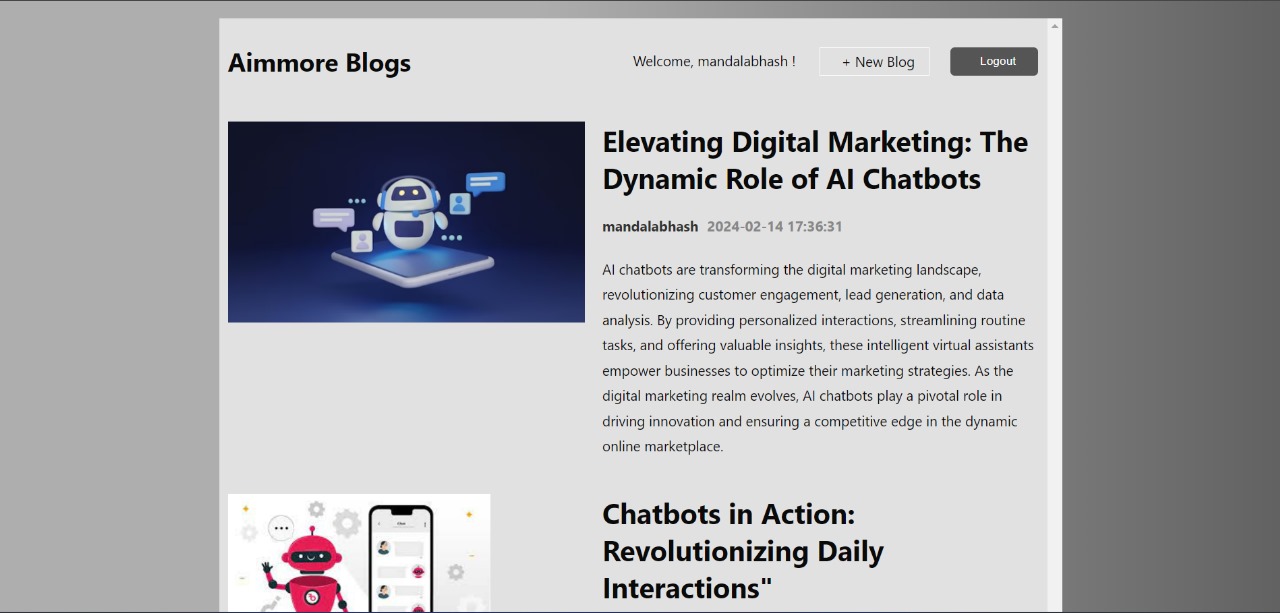 Aimmore Blogs
Welcome, mandalabhash !
+ New Blog
Logout
Elevating Digital Marketing: The
Dynamic Role of AI Chatbots
mandalabhash 2024-02-14 17:36:31
AI chatbots are transforming the digital marketing landscape,
revolutionizing customer engagement, lead generation, and data
analysis. By providing personalized interactions, streamlining routine
tasks, and offering valuable insights, these intelligent virtual assistants
empower businesses to optimize their marketing strategies. As the
digital marketing realm evolves, AI chatbots play a pivotal role in
driving innovation and ensuring a competitive edge in the dynamic
online marketplace.
Chatbots in Action:
Revolutionizing Daily
Interactions"